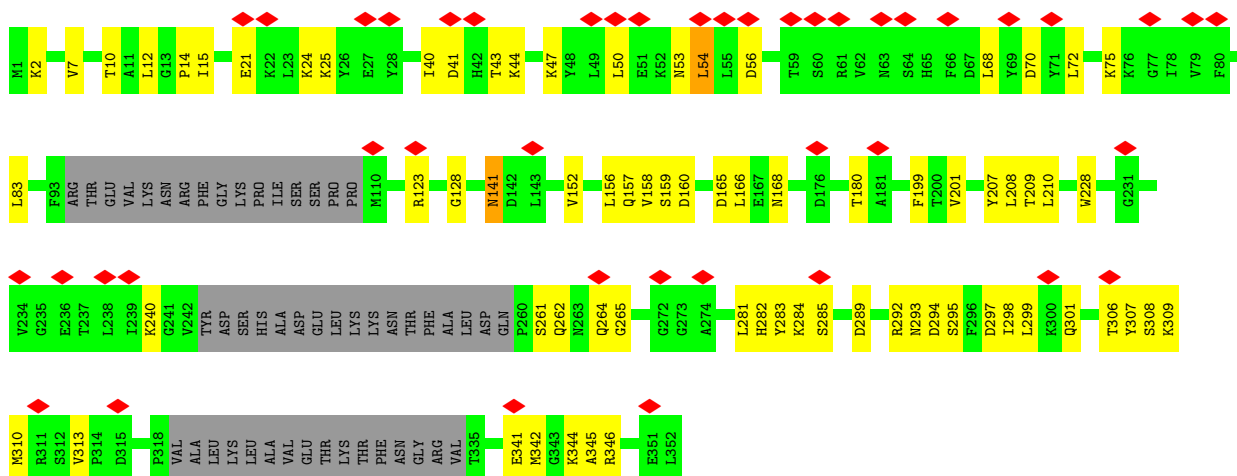 M1 K2 V7 T10 A11 L12 G13 P14 I15 E21 K22 L23 K24 K25 Y26 E27 Y28 I40 D41 H42 T43 K44 K47 Y48 L49 L50 E51 K52 N53 L54 L55 D56 T59 S60 R61 V62 N63 S64 H65 F66 D67 L68 Y69 D70 Y71 L72 K75 K76 G77 I78 V79 F80
L83 F93 ARG THR GLU VAL LYS ASN ARG PHE GLY LYS PRO ILE SER SER PRO PRO M110 R123 G128 N141 D142 L143 V152 L156 Q157 V158 S159 D160 D165 L166 E167 N168 D176 T180 A181 F199 T200 V201 Y207 L208 T209 L210 W228 G231
V234 G235 E236 T237 L238 I239 K240 G241 V242 TYR ASP SER HIS ALA ASP GLU LEU LYS LYS ASN THR PHE ALA LEU ASP GLN P260 S261 Q262 N263 Q264 G265 G272 G273 A274 L281 H282 Y283 K284 S285 D289 R292 N293 D294 S295 F296 D297 I298 L299 K300 Q301 T306 Y307 S308 K309
M310 R311 S312 V313 P314 D315 P318 VAL ALA LEU LYS LEU ALA VAL GLU THR LYS THR PHE ASN GLY ARG VAL T335 E341 M342 G343 K344 A345 R346 E351 L352